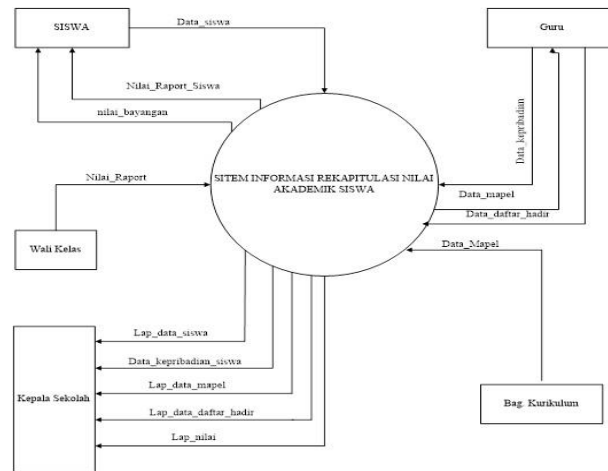 SISWA
Data_siswa
Guru
Nilai_Raport_Siswa
nilai_bayangan
Data_kepribadian
Nilai_Raport
SITEM INFORMASI REKAPITULASI NILAI
AKADEMIK SISWA
Data_mapel
Data_daftar_hadir
Wali Kelas
Data_Mapel
Lap_data_siswa
Data_kepribadian_siswa
Kepala Sekolah
Lap_data_mapel
Bag. Kurikulum
Lap_data_daftar_hadir
Lap_nilai